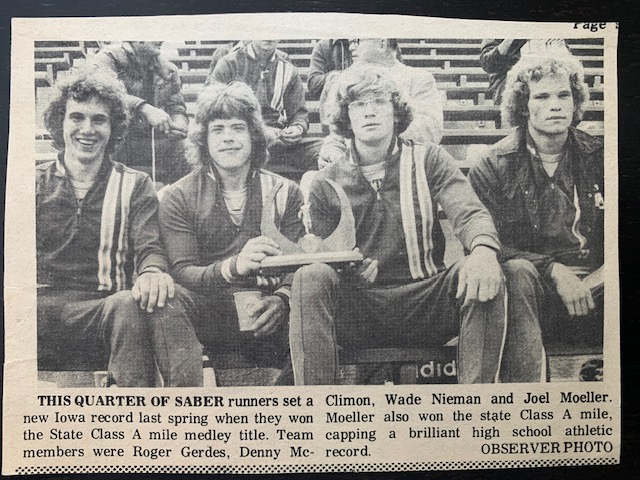 Page
didas
THIS QUARTER OF SABER runners set a
new Iowa record last spring when they won
the State Class A mile medley title. Team
members were Roger Gerdes, Denny Mc-
Climon, Wade Nieman and Joel Moeller.
Moeller also won the state Class A mile,
capping a brilliant high school athletic
record. OBSERVER PHOTO